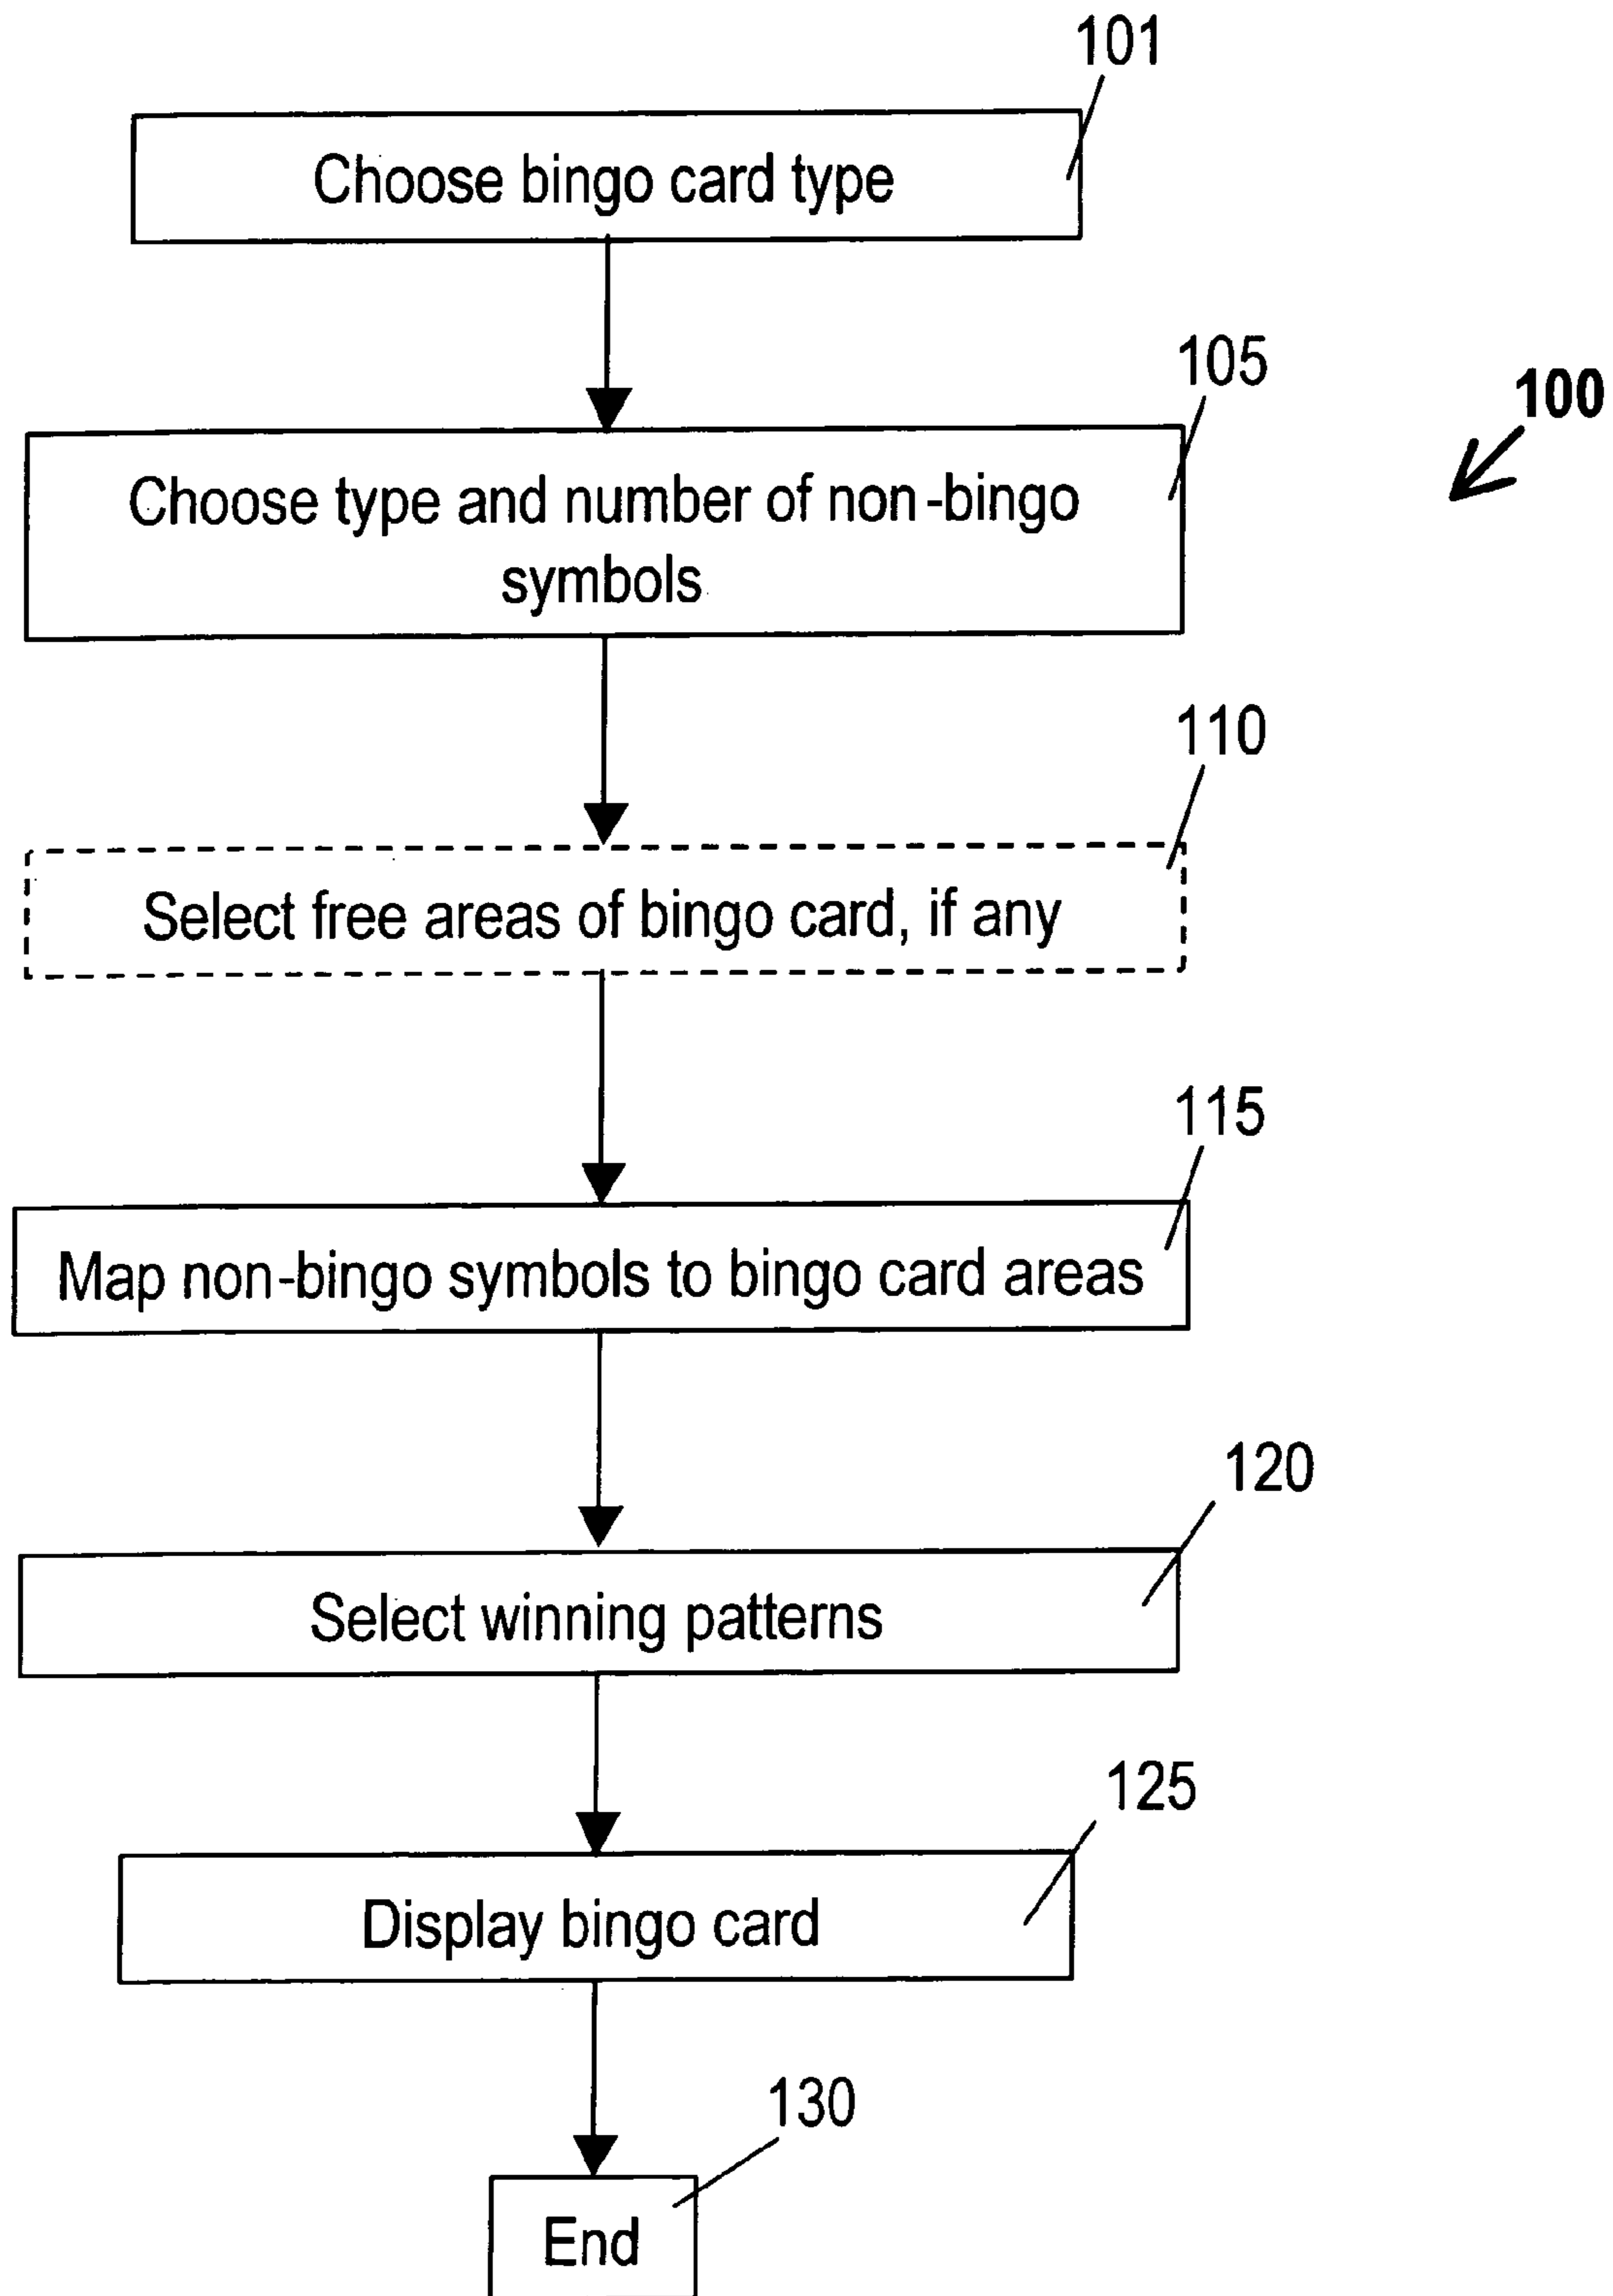 101
Choose bingo card type
105
100
Choose type and number of non-bingo
symbols
110
Select free areas of bingo card, if any
115
Map non-bingo symbols to bingo card areas
120
Select winning patterns
125
Display bingo card
130
End